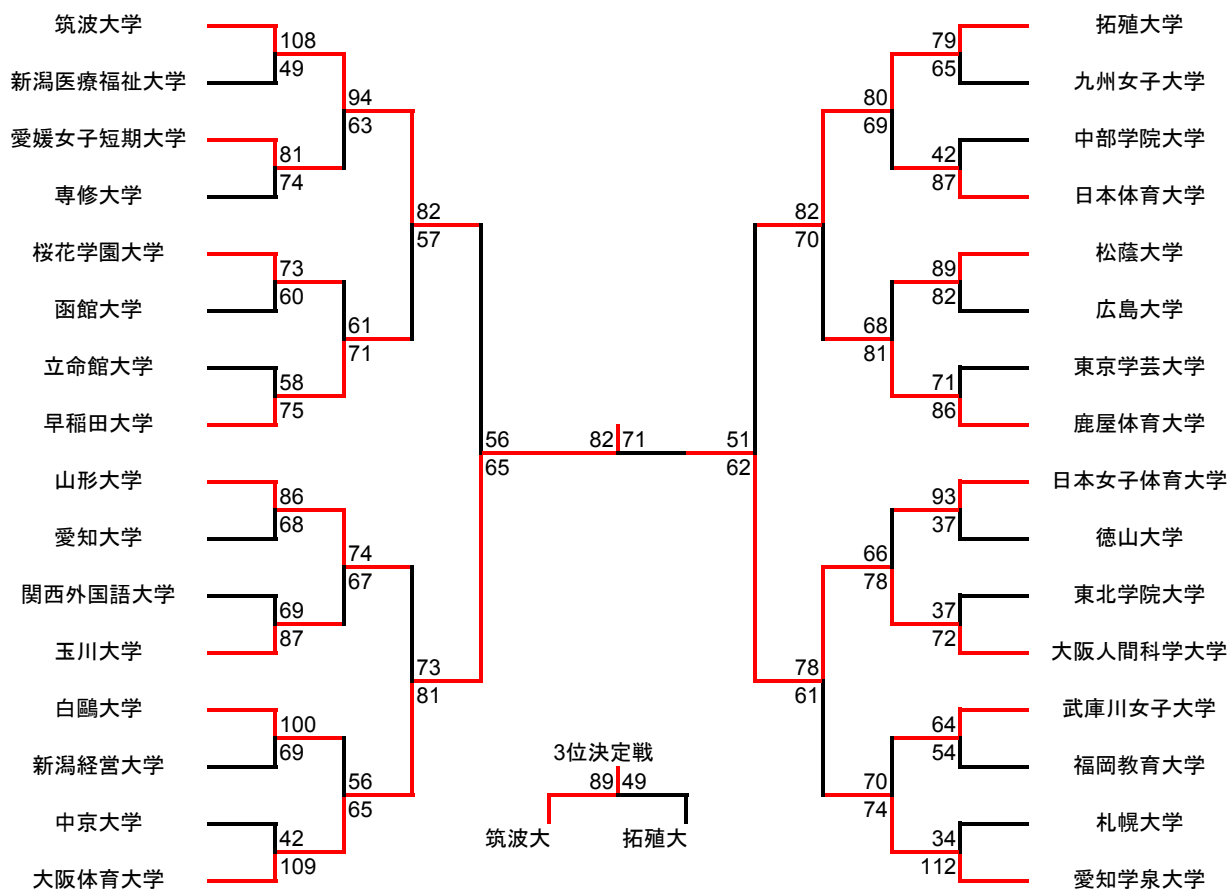 筑波大学
108
49
新潟医療福祉大学
94
63
愛媛女子短期大学
81
74
専修大学
82
57
桜花学園大学
73
60
函館大学
61
71
立命館大学
58
75
早稲田大学
56
65
山形大学
86
68
愛知大学
74
67
関西外国語大学
69
87
玉川大学
73
81
白鷗大学
100
69
新潟経営大学
56
65
中京大学
42
109
大阪体育大学
82 71
3位決定戦
89 49
筑波大 拓殖大
拓殖大学
79
65
九州女子大学
80
69
中部学院大学
42
87
日本体育大学
82
70
松蔭大学
89
82
広島大学
68
81
東京学芸大学
71
86
鹿屋体育大学
51
62
日本女子体育大学
93
37
徳山大学
66
78
東北学院大学
37
72
大阪人間科学大学
78
61
武庫川女子大学
64
54
福岡教育大学
70
74
札幌大学
34
112
愛知学泉大学